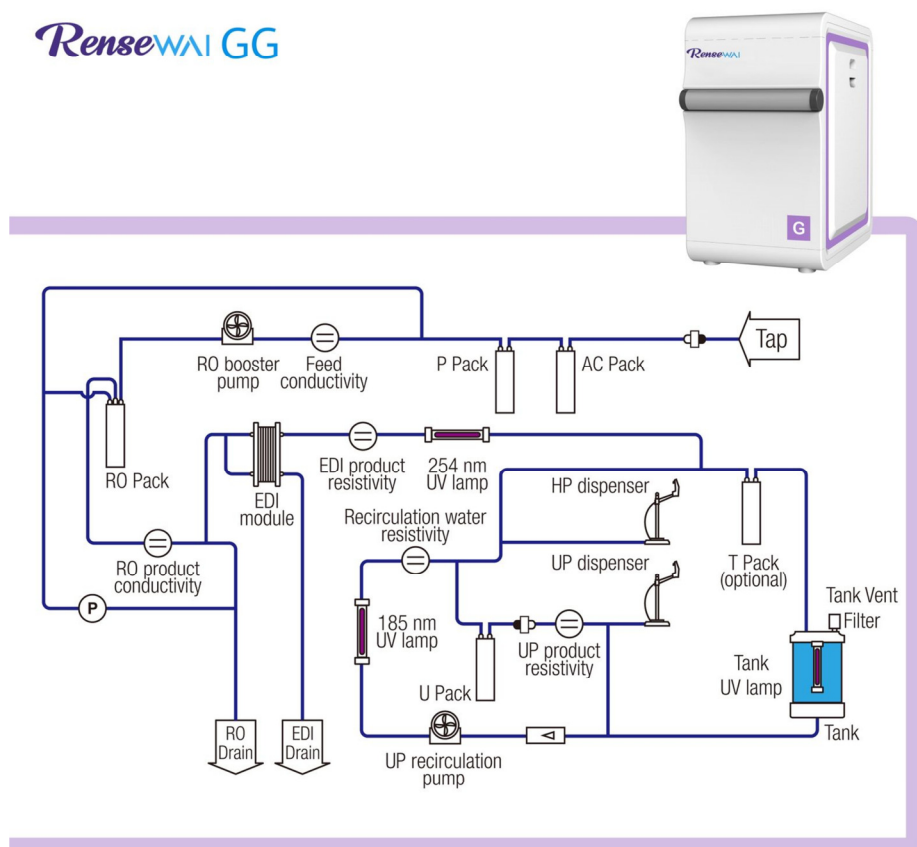 RenseWAI GG
RenseWAI
G
Tap
RO booster
pump
Feed
conductivity
P Pack
AC Pack
RO Pack
EDI
module
EDI product
resistivity
254 nm
UV lamp
HP dispenser
Recirculation water
resistivity
RO product
conductivity
UP dispenser
T Pack
(optional)
Tank Vent
Filter
P
185 nm
UV lamp
UP product
resistivity
U Pack
Tank
UV lamp
RO
Drain
EDI
Drain
UP recirculation
pump
Tank